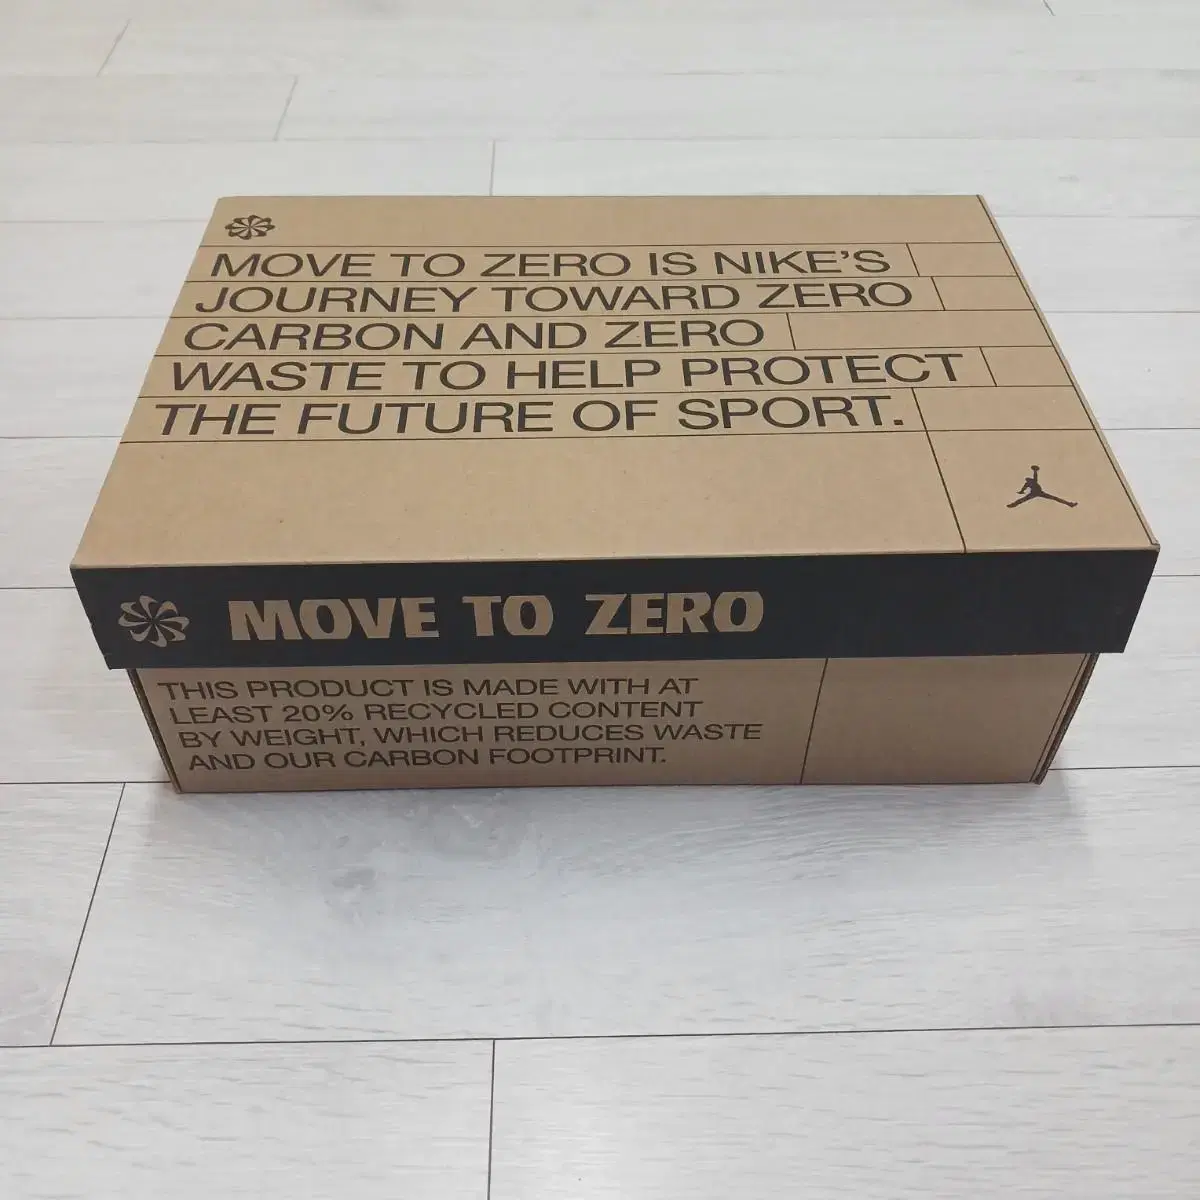 MOVE TO ZERO IS NIKE'S
JOURNEY TOWARD ZERO
CARBON AND ZERO
WASTE TO HELP PROTECT
THE FUTURE OF SPORT.
MOVE TO ZERO
THIS PRODUCT IS MADE WITH AT
LEAST 20% RECYCLED CONTENT
BY WEIGHT, WHICH REDUCES WASTE
AND OUR CARBON FOOTPRINT.